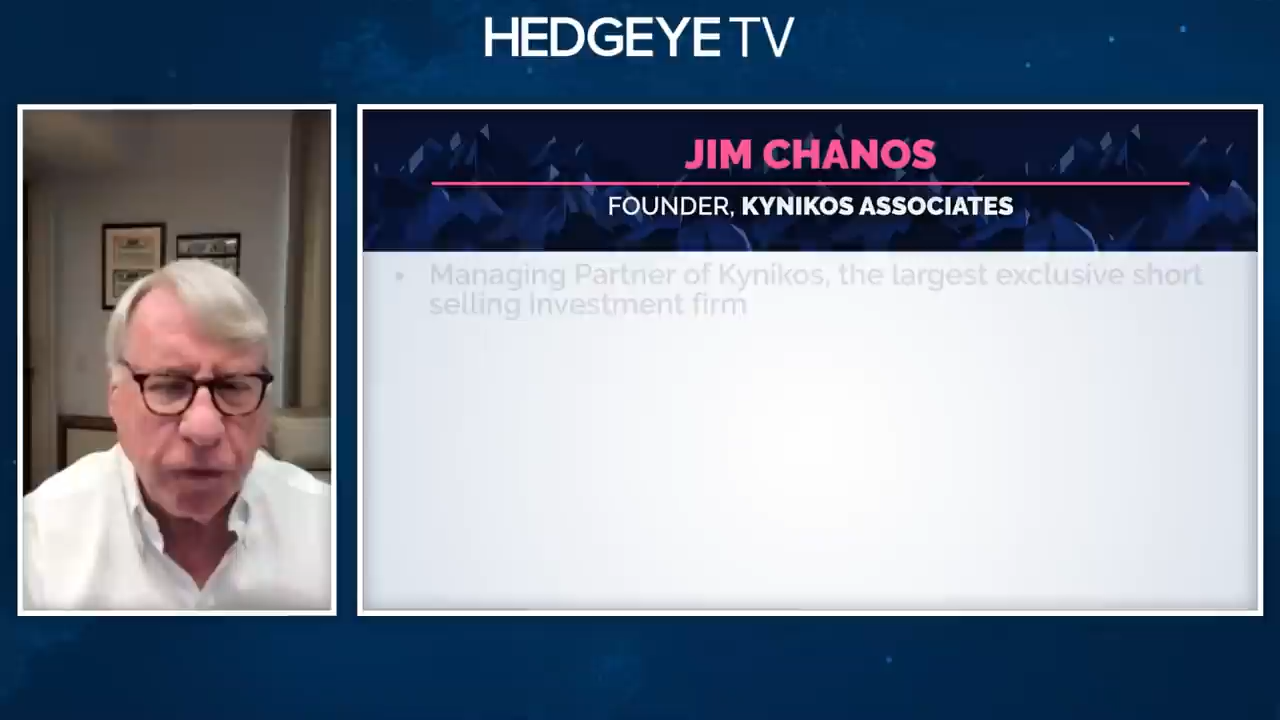 HEDGEYE TV
JIM CHANOS
FOUNDER, KYNIKOS ASSOCIATES
• Managing Partner of Kynikos, the largest exclusive short
selling investment firm